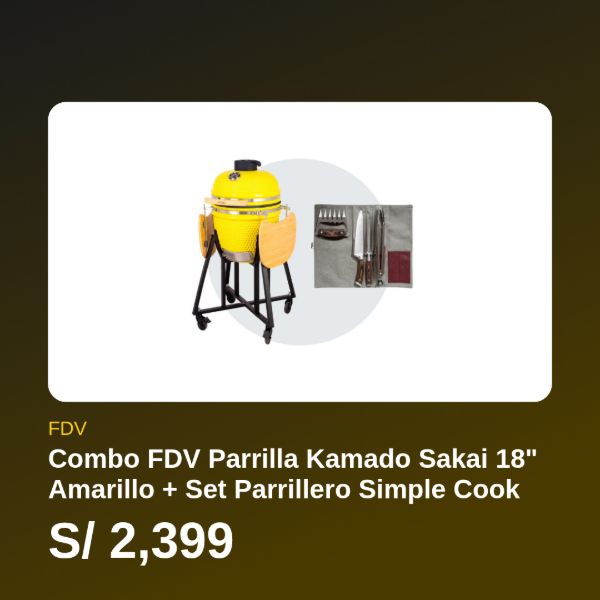 FDV
Combo FDV Parrilla Kamado Sakai 18"
Amarillo + Set Parrillero Simple Cook
S/ 2,399